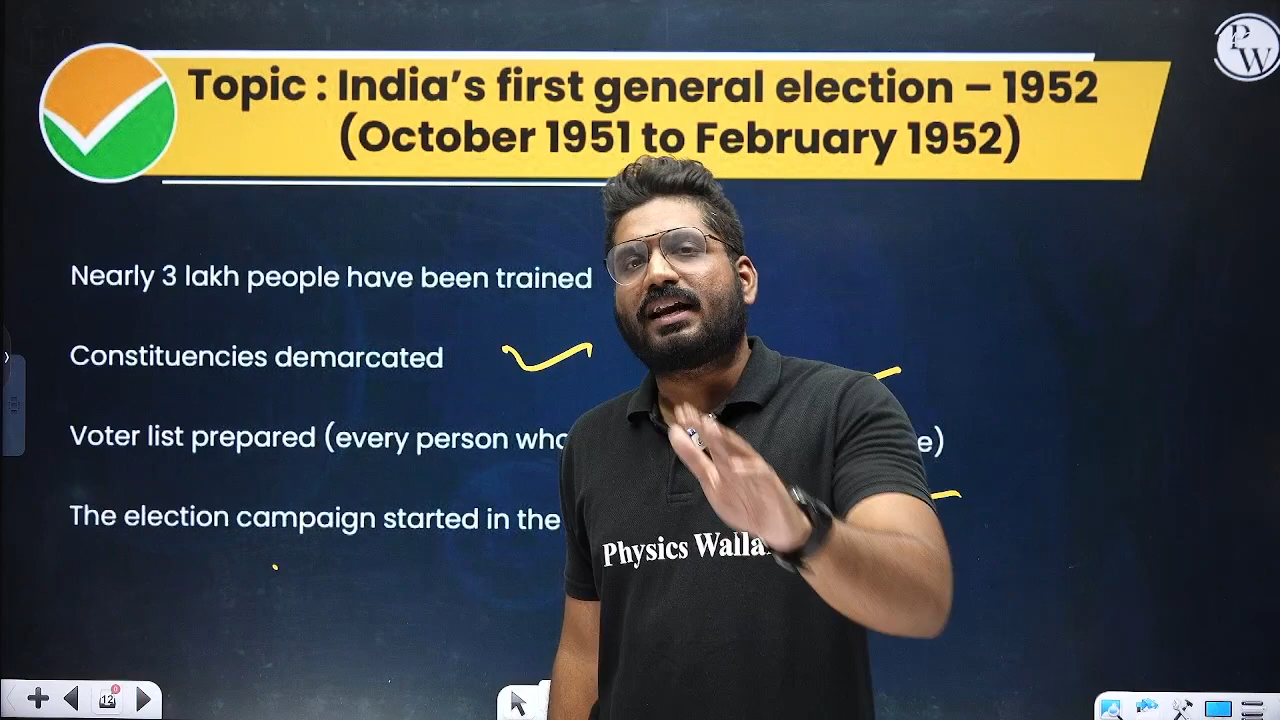 P
W
Topic : India's first general election – 1952
(October 1951 to February 1952)
Nearly 3 lakh people have been trained
Constituencies demarcated
Voter list prepared (every person who e)
The election campaign started in the
Physics Walla
12